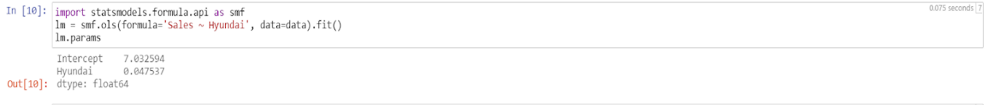 In [10]: import statsmodels.formula.api as smf 0.075 seconds 7
lm = smf.ols(formula='Sales ~ Hyundai', data=data).fit()
lm.params
Intercept 7.032594
Hyundai 0.047537
Out[10]: dtype: float64